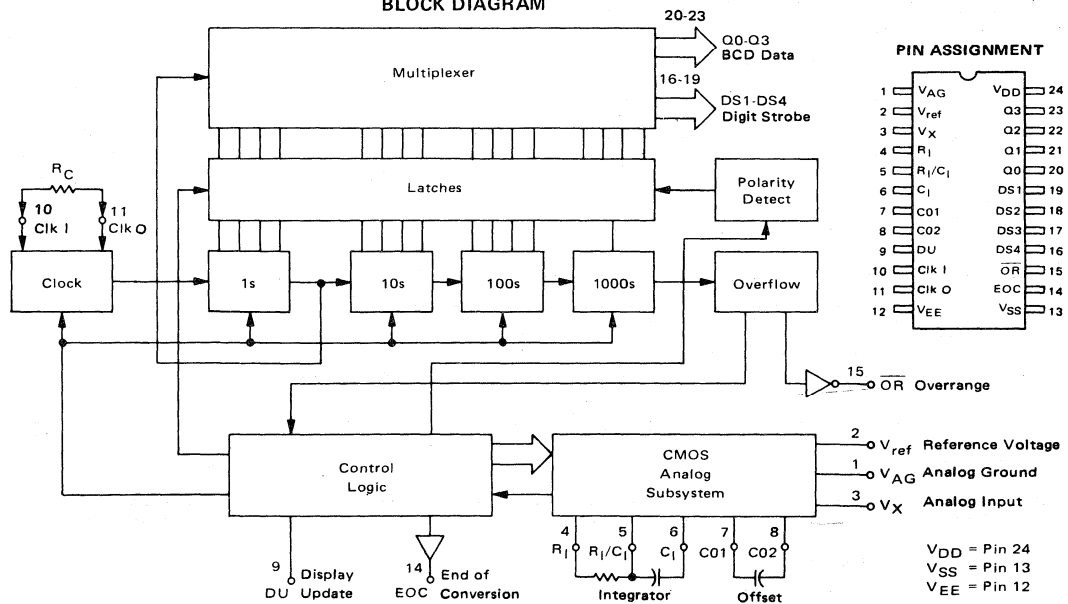 BLOCK DIAGRAM
Multiplexer
20-23
Q0-Q3
BCD Data
16-19
DS1-DS4
Digit Strobe
Latches
Polarity
Detect
RC
10
Clk I
11
Clk O
Clock
1s
10s
100s
1000s
Overflow
15
OR Overrange
Control
Logic
CMOS
Analog
Subsystem
2
Vref Reference Voltage
1
VAG Analog Ground
3
VX Analog Input
9
DU
Display
Update
14
EOC
End of
Conversion
4
RI
5
RI/CI
6
CI
7
C01
8
C02
Integrator
Offset
PIN ASSIGNMENT
1 VAG VDD 24
2 Vref Q3 23
3 VX Q2 22
4 RI Q1 21
5 RI/CI Q0 20
6 CI DS1 19
7 C01 DS2 18
8 C02 DS3 17
9 DU DS4 16
10 Clk I OR 15
11 Clk O EOC 14
12 VEE VSS 13
VDD = Pin 24
VSS = Pin 13
VEE = Pin 12